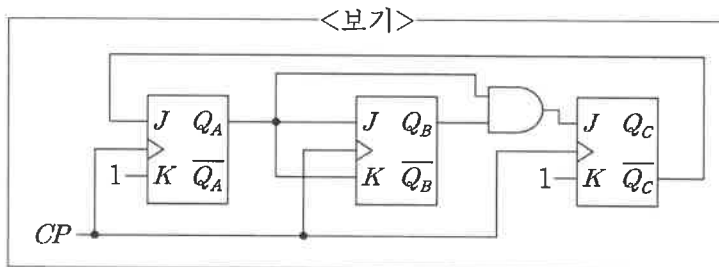 <보기>
J Q_A J Q_B J Q_C
1 K \overline{Q_A} K \overline{Q_B} 1 K \overline{Q_C}
CP